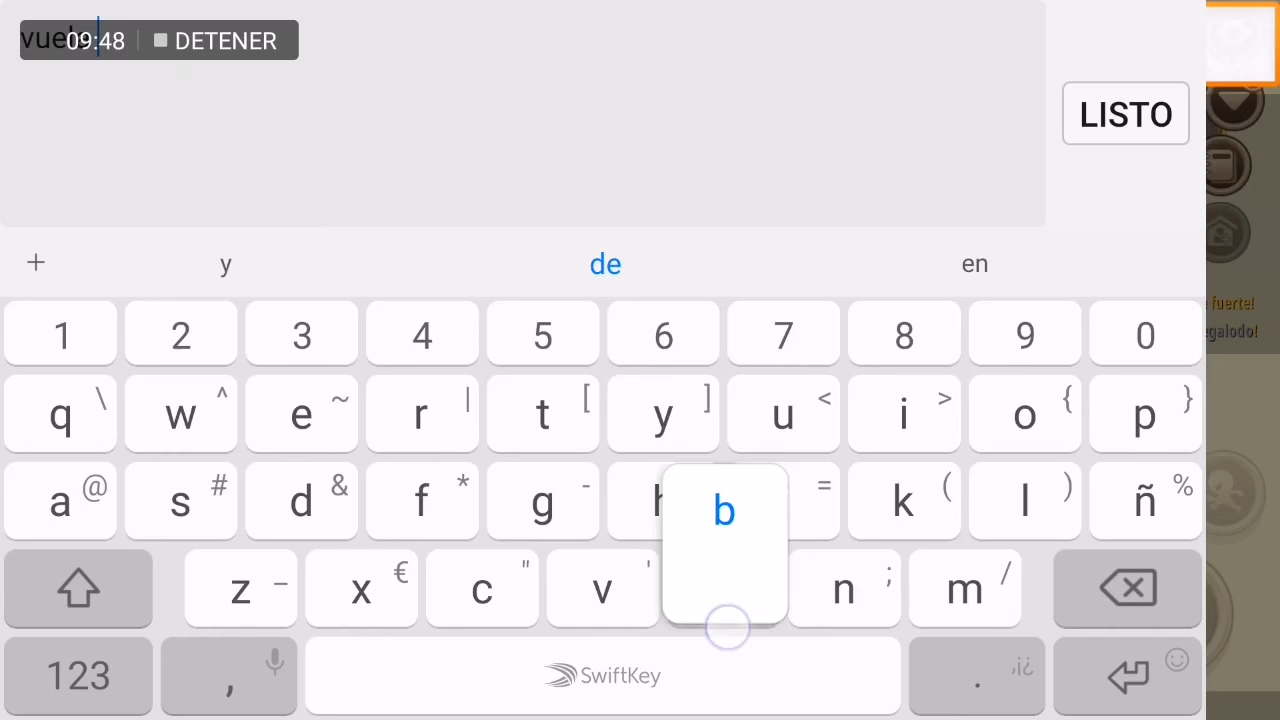 09:48 DETENER
LISTO
+ y de en
1 2 3 4 5 6 7 8 9 0
q \ w ^ e ~ r | t [ y ] u < i > o { p }
a @ s # d & f * g - = k ( l ) ñ %
b
z _ x € c " v ' n ; m /
123 , SwiftKey . ,¡¿
fuerte!
egalodo!